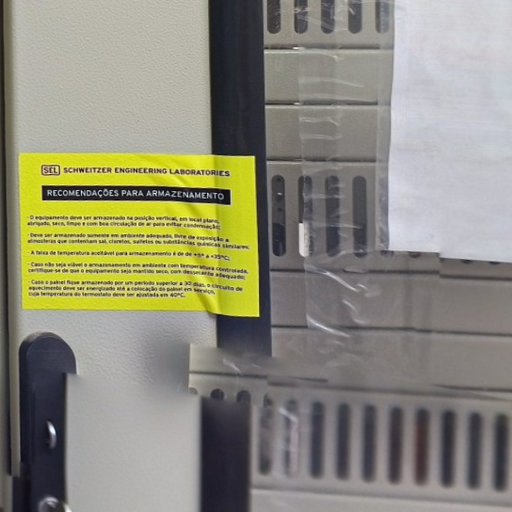 SEL SCHWEITZER ENGINEERING LABORATORIES
RECOMENDAÇÕES PARA ARMAZENAMENTO
· O equipamento deve ser armazenado na posição vertical, em local plano,
abrigado, seco, limpo e com boa circulação de ar para evitar condensação;
· Deve ser armazenado somente em ambiente adequado, livre de exposição a
atmosferas que contenham sal, cloretos, sulfetos ou substâncias químicas similares;
· A faixa de temperatura aceitável para armazenamento é de de +5° a +35°C;
· Caso não seja viável o armazenamento em ambiente com temperatura controlada,
certifique-se de que o equipamento seja mantido seco, com dessecante adequado;
· Caso o painel fique armazenado por um período superior a 30 dias, o circuito de
aquecimento deve ser energizado até a colocação do painel em serviço,
cuja temperatura do termostato deve ser ajustada em 40°C.